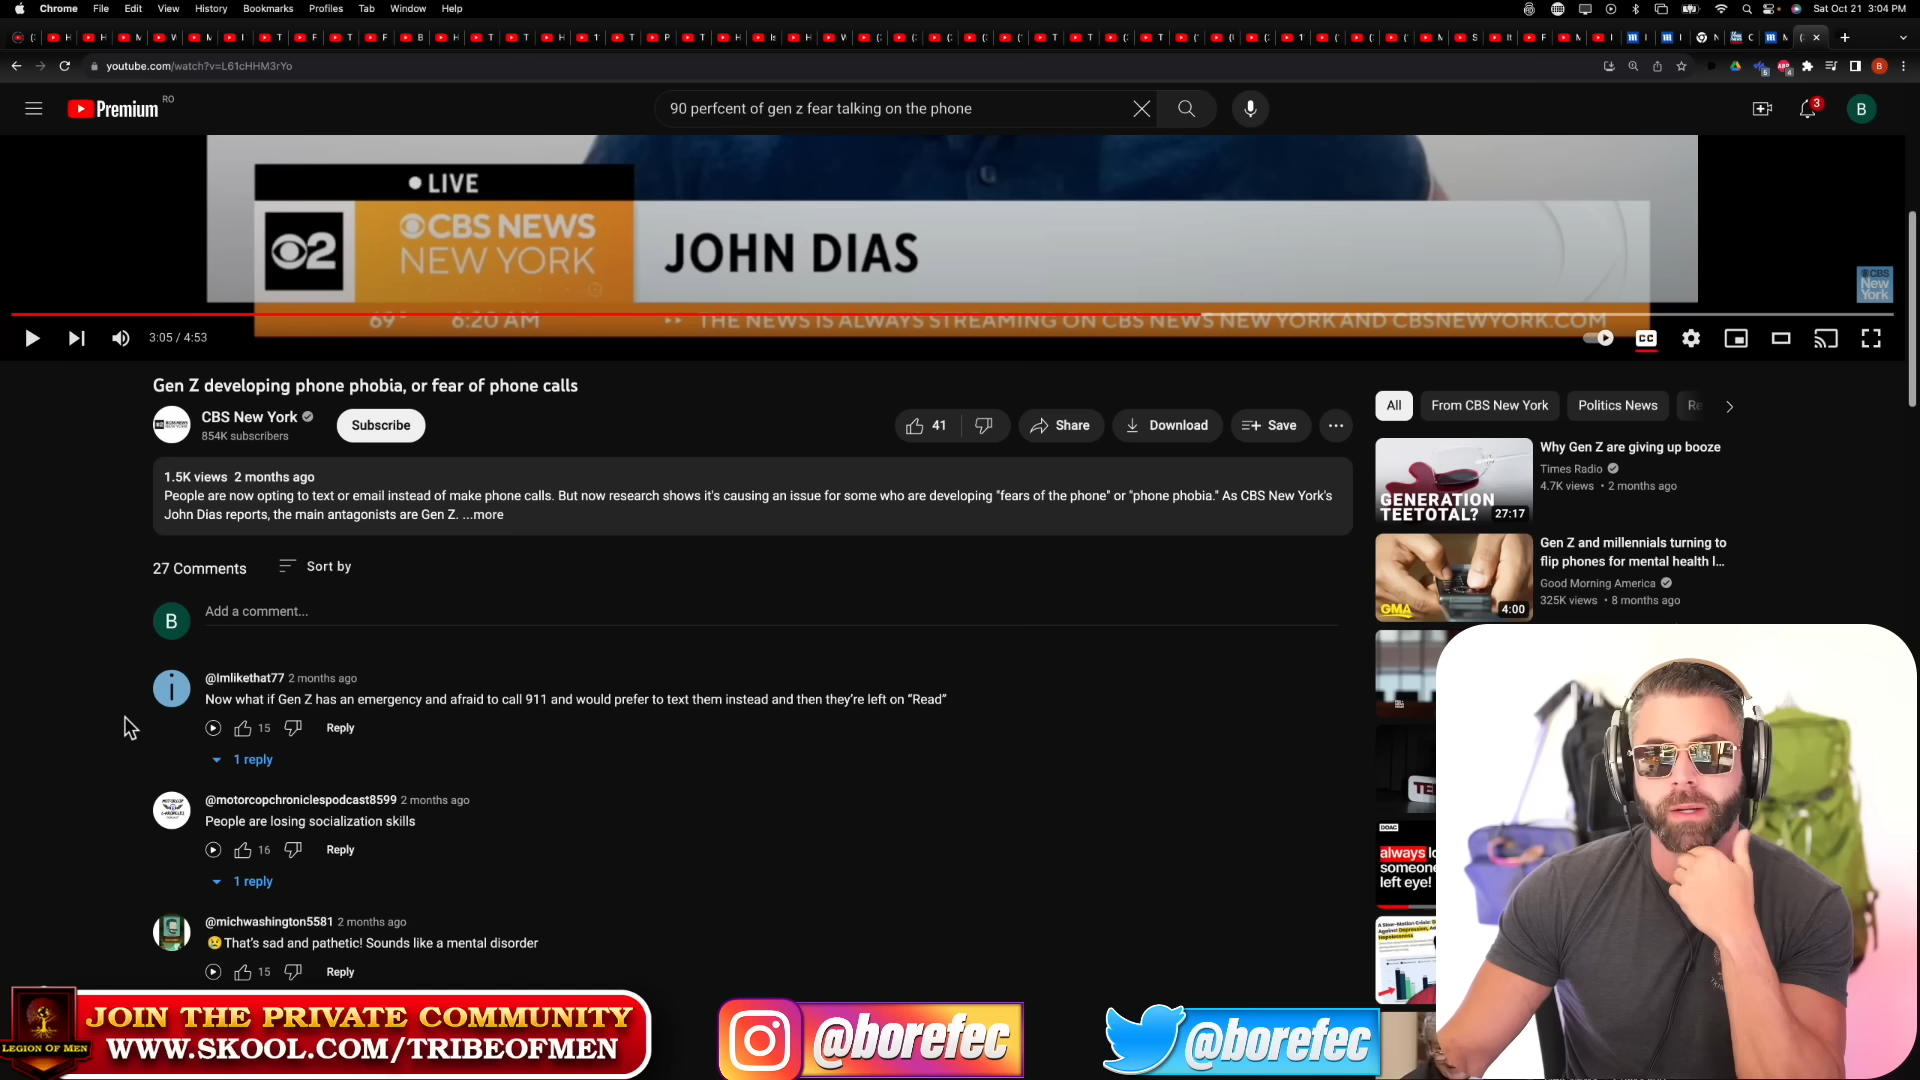 Chrome File Edit View History Bookmarks Profiles Tab Window Help
Sat Oct 21 3:04 PM
youtube.com/watch?v=L61cHHM3rYo
Premium RO
90 perfcent of gen z fear talking on the phone
3
B
LIVE
CBS NEWS
NEW YORK
2
JOHN DIAS
CBS
New
York
69° 6:20 AM
THE NEWS IS ALWAYS STREAMING ON CBS NEWS NEW YORK AND CBSNEWYORK.COM
3:05 / 4:53
CC
Gen Z developing phone phobia, or fear of phone calls
CBS New York
854K subscribers
Subscribe
41
Share
Download
Save
1.5K views 2 months ago
People are now opting to text or email instead of make phone calls. But now research shows it's causing an issue for some who are developing "fears of the phone" or "phone phobia." As CBS New York's
John Dias reports, the main antagonists are Gen Z. ...more
27 Comments
Sort by
B
Add a comment...
i
@Imlikethat77 2 months ago
Now what if Gen Z has an emergency and afraid to call 911 and would prefer to text them instead and then they're left on “Read”
15
Reply
1 reply
@motorcopchroniclespodcast8599 2 months ago
People are losing socialization skills
16
Reply
1 reply
@michwashington5581 2 months ago
😢That's sad and pathetic! Sounds like a mental disorder
15
Reply
All
From CBS New York
Politics News
Re
GENERATION
TEETOTAL?
27:17
Why Gen Z are giving up booze
Times Radio
4.7K views • 2 months ago
GMA
4:00
Gen Z and millennials turning to
flip phones for mental health l...
Good Morning America
325K views • 8 months ago
TED
DOAC
always lo
someone
left eye!
LEGION OF MEN
JOIN THE PRIVATE COMMUNITY
WWW.SKOOL.COM/TRIBEOFMEN
@borefec
@borefec